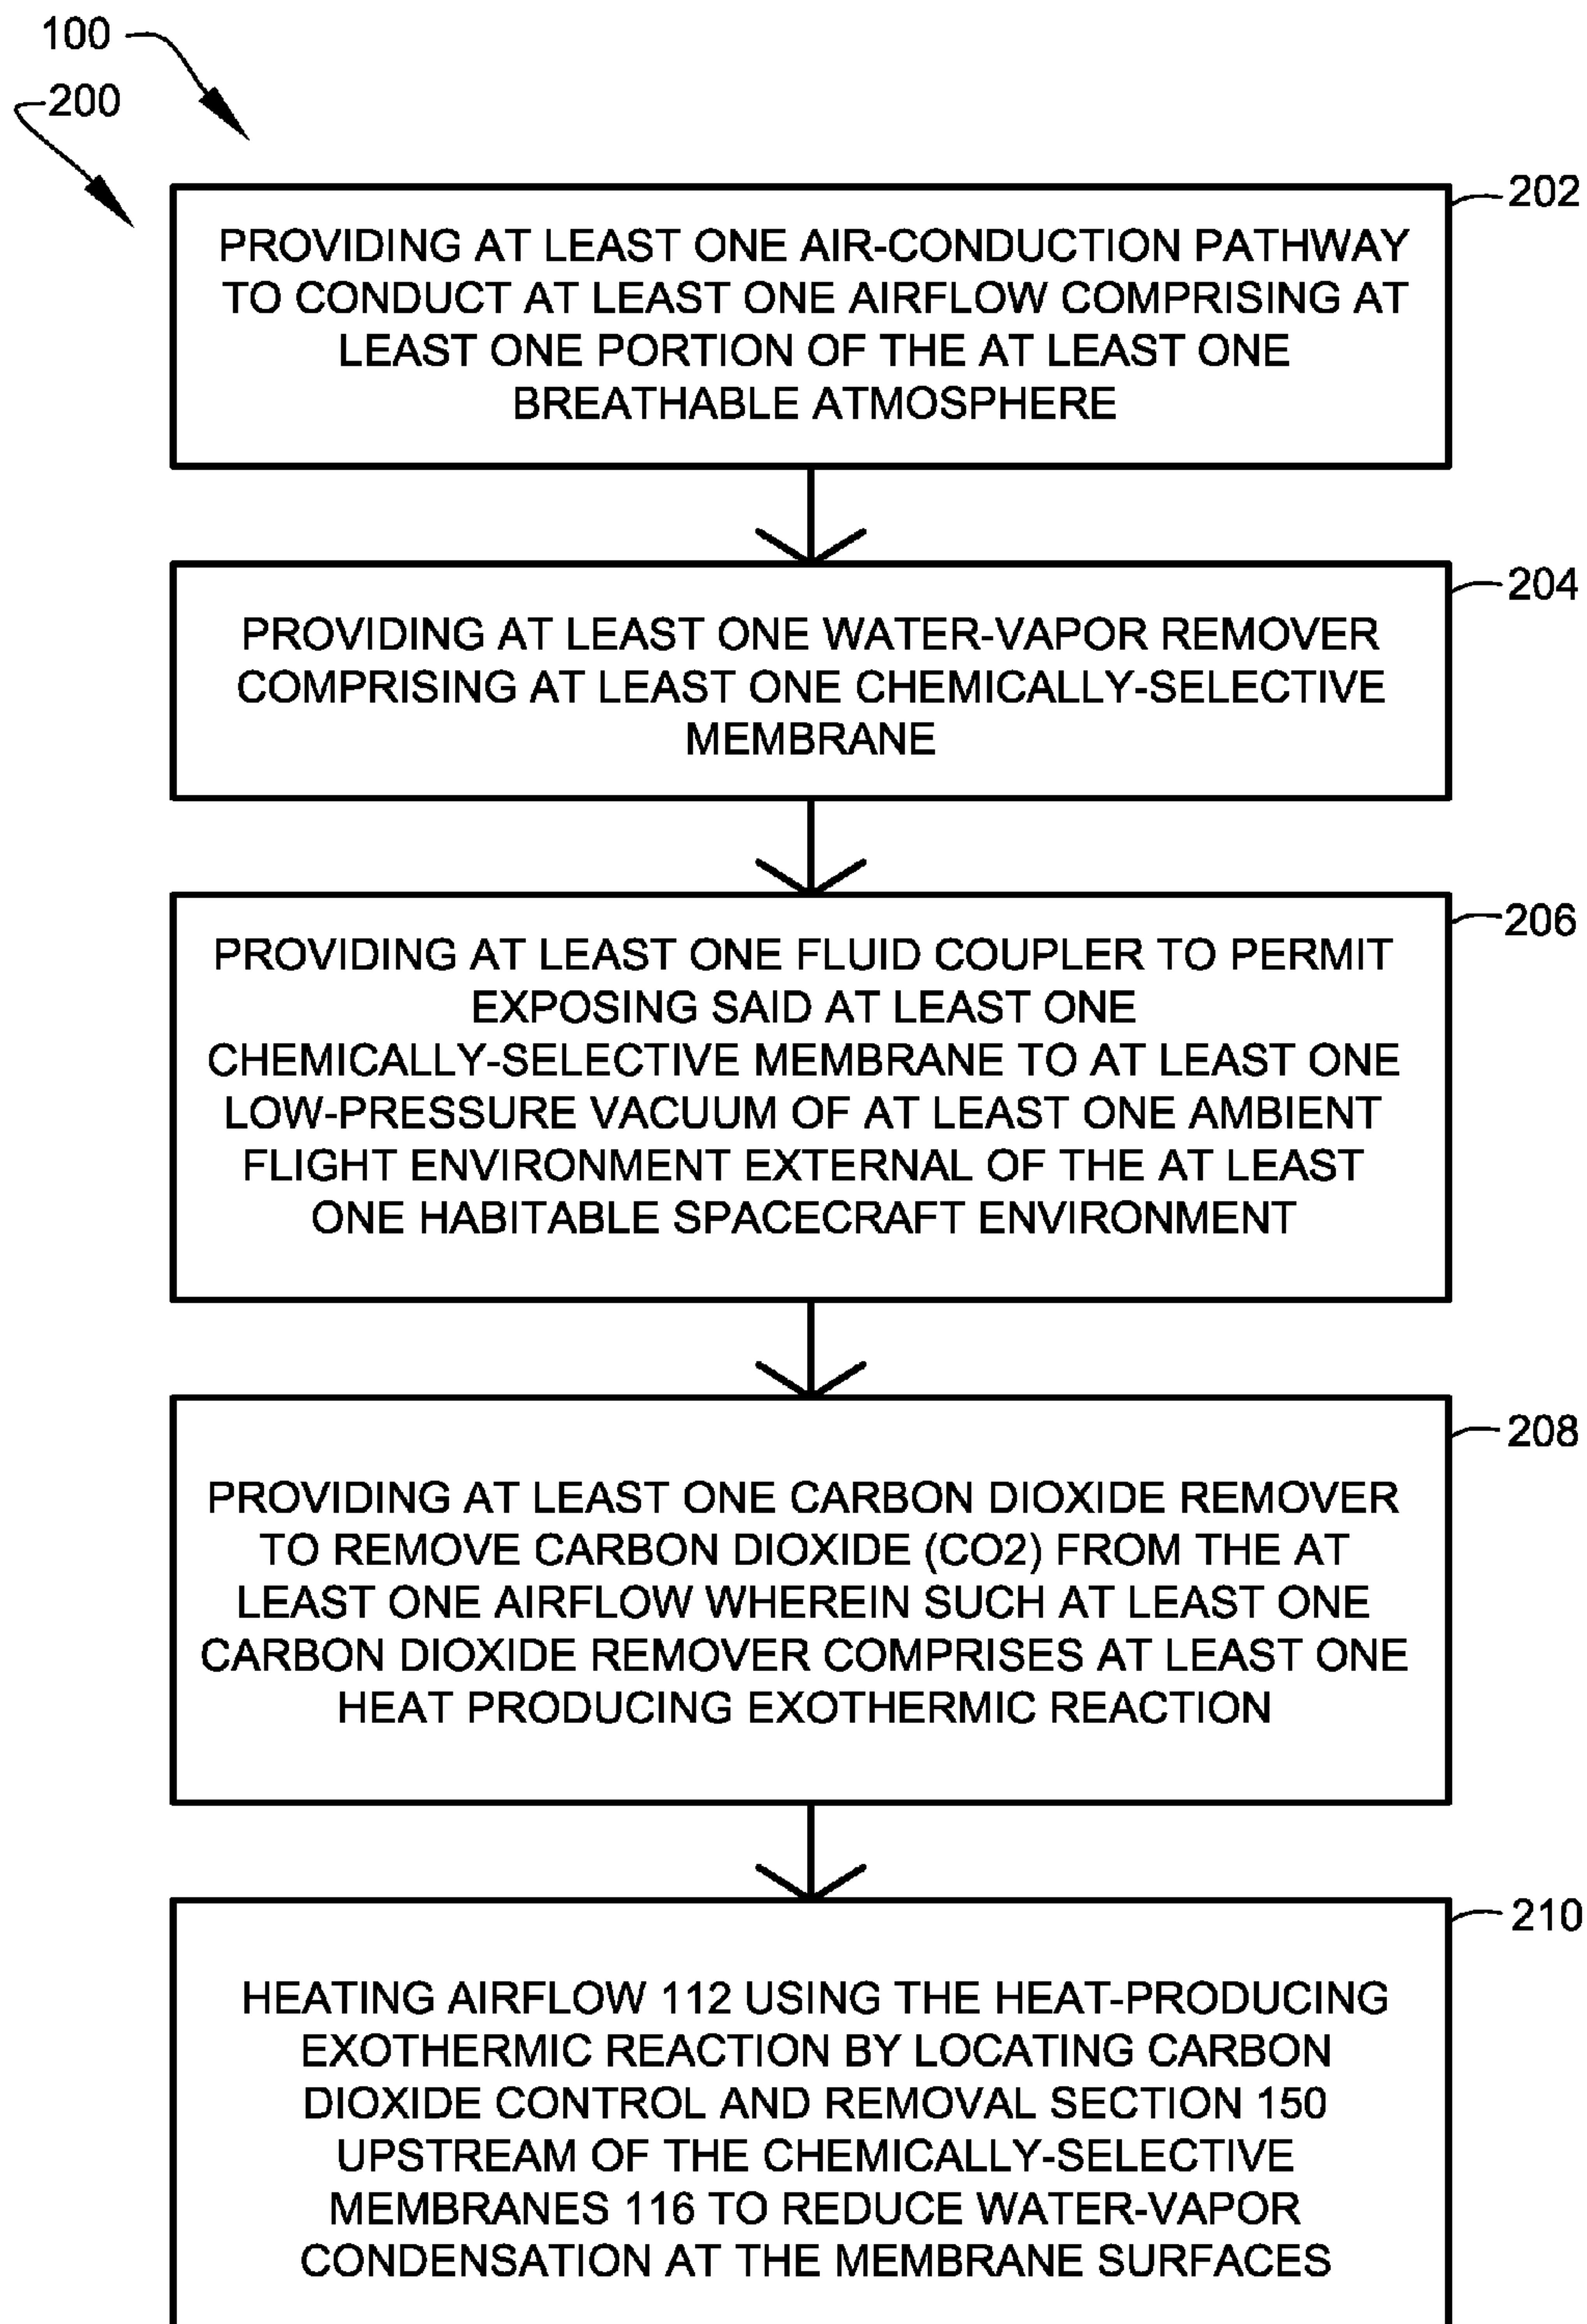 100
200
202
PROVIDING AT LEAST ONE AIR-CONDUCTION PATHWAY
TO CONDUCT AT LEAST ONE AIRFLOW COMPRISING AT
LEAST ONE PORTION OF THE AT LEAST ONE
BREATHABLE ATMOSPHERE
204
PROVIDING AT LEAST ONE WATER-VAPOR REMOVER
COMPRISING AT LEAST ONE CHEMICALLY-SELECTIVE
MEMBRANE
206
PROVIDING AT LEAST ONE FLUID COUPLER TO PERMIT
EXPOSING SAID AT LEAST ONE
CHEMICALLY-SELECTIVE MEMBRANE TO AT LEAST ONE
LOW-PRESSURE VACUUM OF AT LEAST ONE AMBIENT
FLIGHT ENVIRONMENT EXTERNAL OF THE AT LEAST
ONE HABITABLE SPACECRAFT ENVIRONMENT
208
PROVIDING AT LEAST ONE CARBON DIOXIDE REMOVER
TO REMOVE CARBON DIOXIDE (CO2) FROM THE AT
LEAST ONE AIRFLOW WHEREIN SUCH AT LEAST ONE
CARBON DIOXIDE REMOVER COMPRISES AT LEAST ONE
HEAT PRODUCING EXOTHERMIC REACTION
210
HEATING AIRFLOW 112 USING THE HEAT-PRODUCING
EXOTHERMIC REACTION BY LOCATING CARBON
DIOXIDE CONTROL AND REMOVAL SECTION 150
UPSTREAM OF THE CHEMICALLY-SELECTIVE
MEMBRANES 116 TO REDUCE WATER-VAPOR
CONDENSATION AT THE MEMBRANE SURFACES